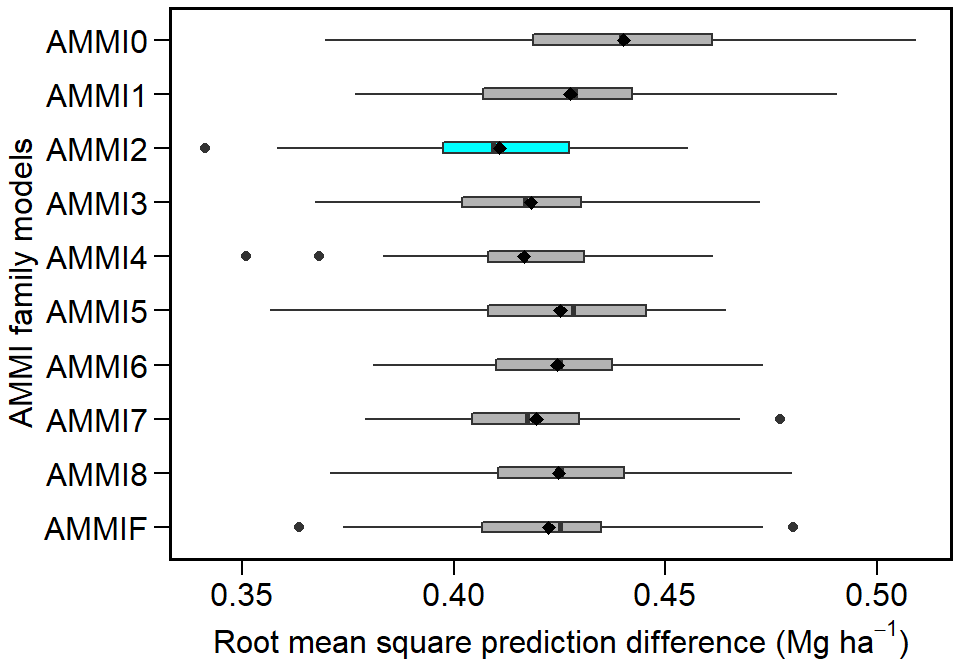 AMMI family models
AMMI0
AMMI1
AMMI2
AMMI3
AMMI4
AMMI5
AMMI6
AMMI7
AMMI8
AMMIF
0.35 0.40 0.45 0.50
Root mean square prediction difference (Mg ha⁻¹)